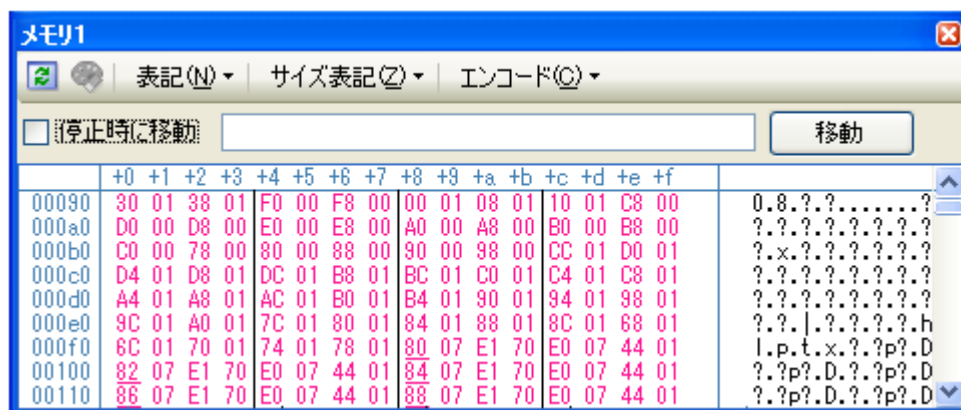 メモリ1
表記(N) サイズ表記(Z) エンコード(C)
停止時に移動 移動
+0 +1 +2 +3 +4 +5 +6 +7 +8 +9 +a +b +c +d +e +f
00090 30 01 38 01 F0 00 F8 00 00 01 08 01 10 01 C8 00 0.8.?.?.......?
000a0 D0 00 D8 00 E0 00 E8 00 A0 00 A8 00 B0 00 B8 00 ?.?.?.?.?.?.?.?
000b0 C0 00 78 00 80 00 88 00 90 00 98 00 CC 01 D0 01 ?.x.?.?.?.?.?.?
000c0 D4 01 D8 01 DC 01 B8 01 BC 01 C0 01 C4 01 C8 01 ?.?.?.?.?.?.?.?
000d0 A4 01 A8 01 AC 01 B0 01 B4 01 90 01 94 01 98 01 ?.?.?.?.?.?.?.?
000e0 9C 01 A0 01 7C 01 80 01 84 01 88 01 8C 01 68 01 ?.?.|.?.?.?.?.h
000f0 6C 01 70 01 74 01 78 01 80 07 E1 70 E0 07 44 01 l.p.t.x.?.?p?.D
00100 82 07 E1 70 E0 07 44 01 84 07 E1 70 E0 07 44 01 ?.?p?.D.?.?p?.D
00110 86 07 E1 70 E0 07 44 01 88 07 E1 70 E0 07 44 01 ?.?p?.D.?.?p?.D